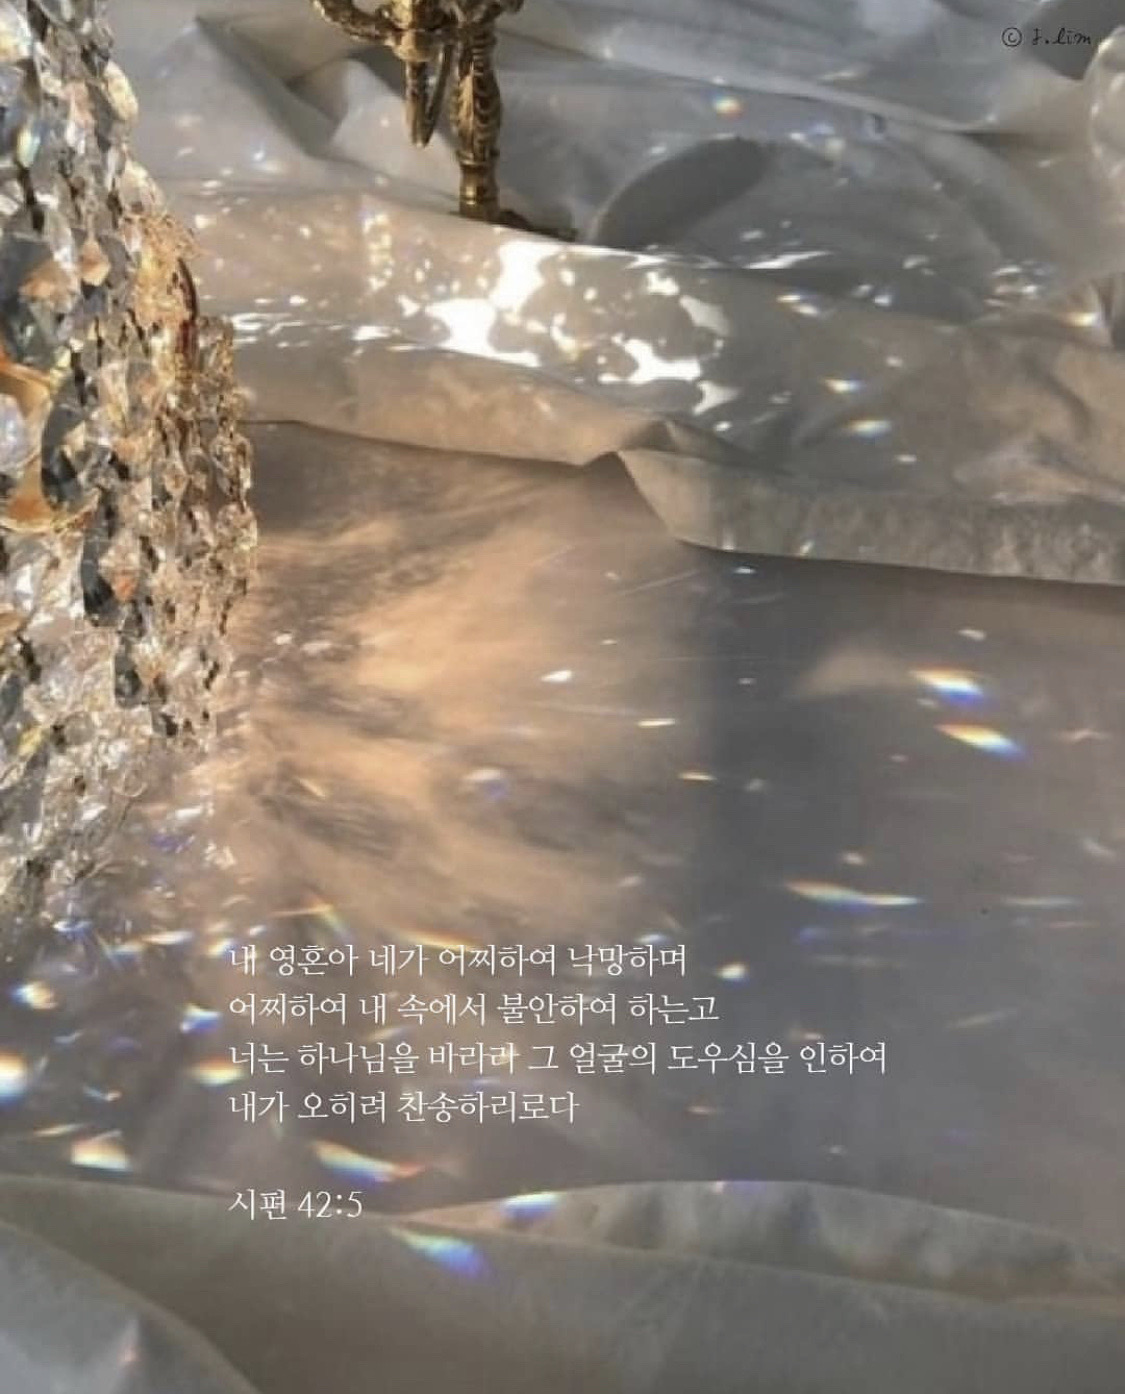 © J.lim
내 영혼아 네가 어찌하여 낙망하며
어찌하여 내 속에서 불안하여 하는고
너는 하나님을 바라라 그 얼굴의 도우심을 인하여
내가 오히려 찬송하리로다
시편 42:5